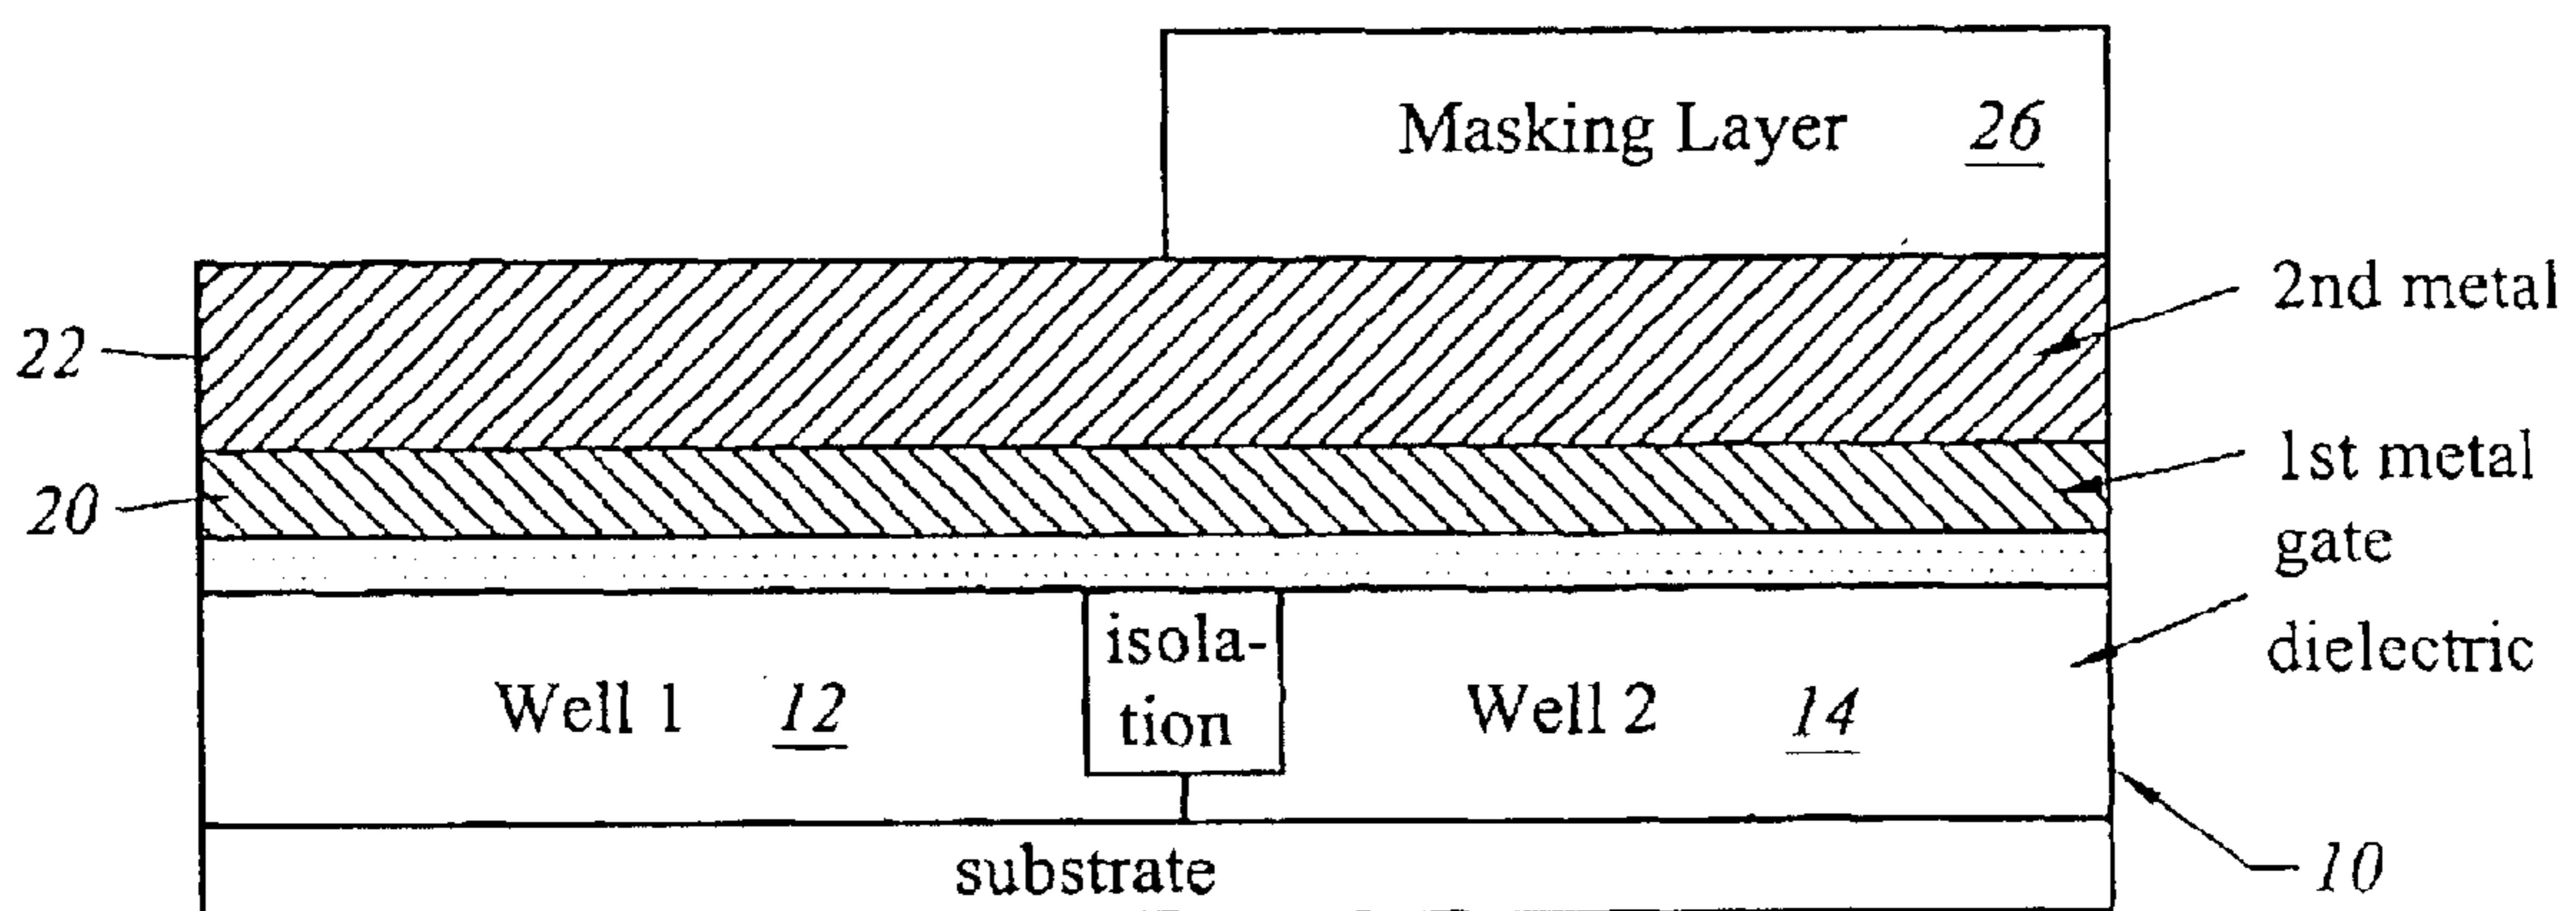 Masking Layer 26
2nd metal
22
1st metal
20
gate
dielectric
isola-
tion
Well 1 12
Well 2 14
substrate
10